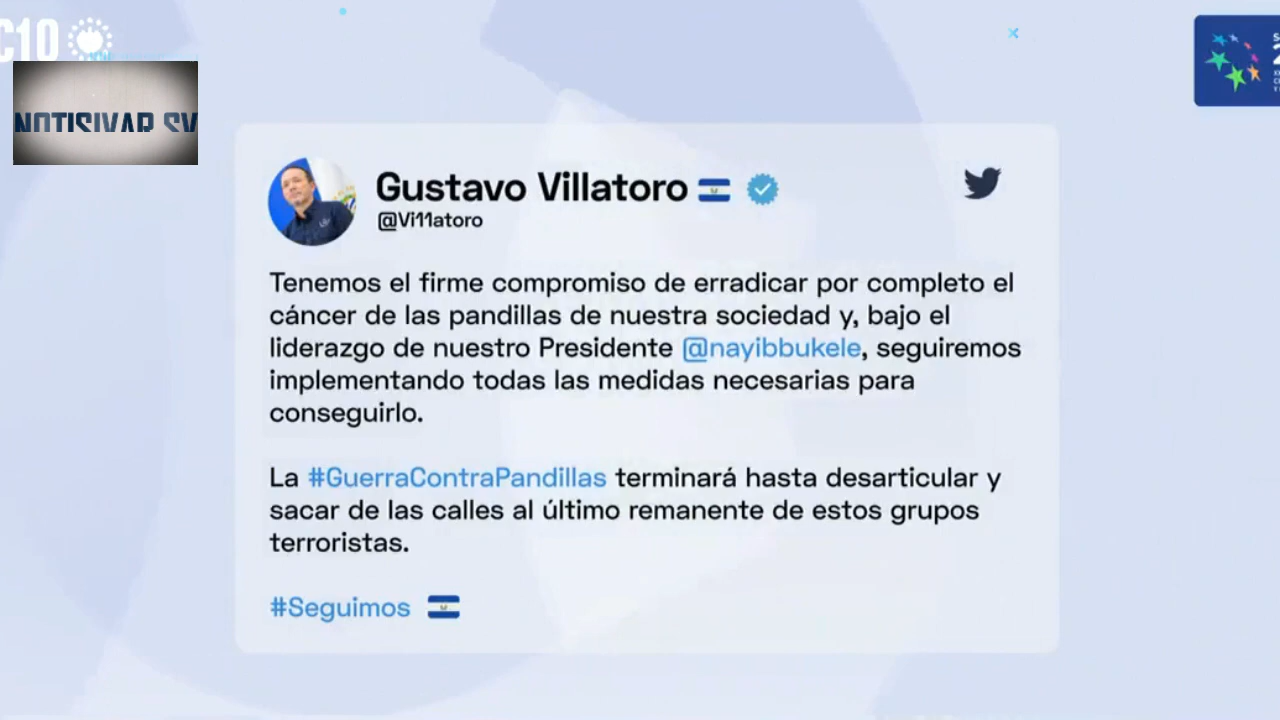 C10
NOTISIVAR SV
Gustavo Villatoro
@Vi11atoro
Tenemos el firme compromiso de erradicar por completo el
cáncer de las pandillas de nuestra sociedad y, bajo el
liderazgo de nuestro Presidente @nayibbukele, seguiremos
implementando todas las medidas necesarias para
conseguirlo.
La #GuerraContraPandillas terminará hasta desarticular y
sacar de las calles al último remanente de estos grupos
terroristas.
#Seguimos